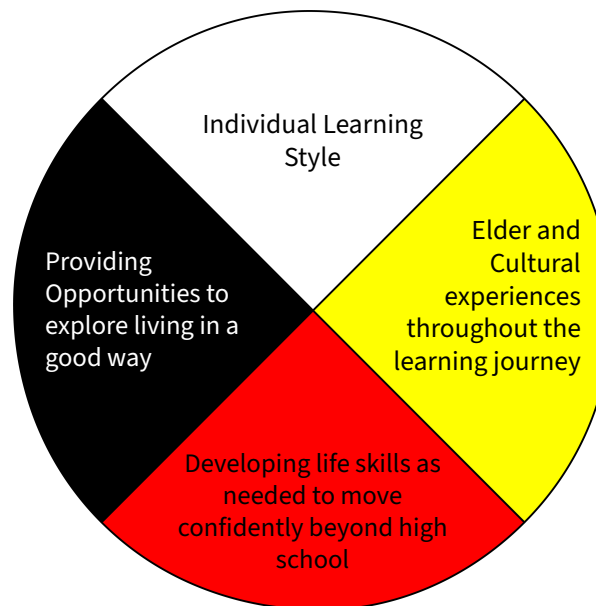 Individual Learning
Style
Elder and
Cultural
experiences
throughout the
learning journey
Providing
Opportunities to
explore living in a
good way
Developing life skills as
needed to move
confidently beyond high
school